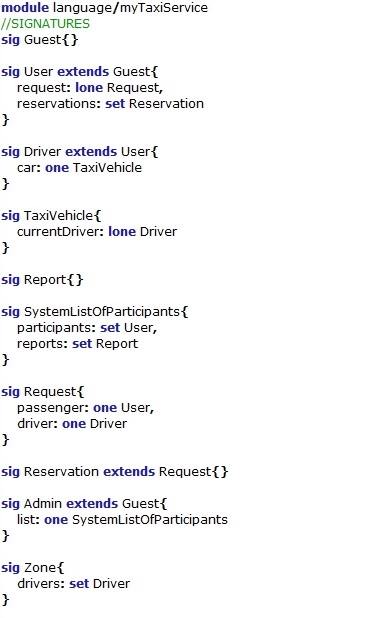 module language/myTaxiService
//SIGNATURES
sig Guest{}
sig User extends Guest{
request: lone Request,
reservations: set Reservation
}
sig Driver extends User{
car: one TaxiVehicle
}
sig TaxiVehicle{
currentDriver: lone Driver
}
sig Report{}
sig SystemListOfParticipants{
participants: set User,
reports: set Report
}
sig Request{
passenger: one User,
driver: one Driver
}
sig Reservation extends Request{}
sig Admin extends Guest{
list: one SystemListOfParticipants
}
sig Zone{
drivers: set Driver
}